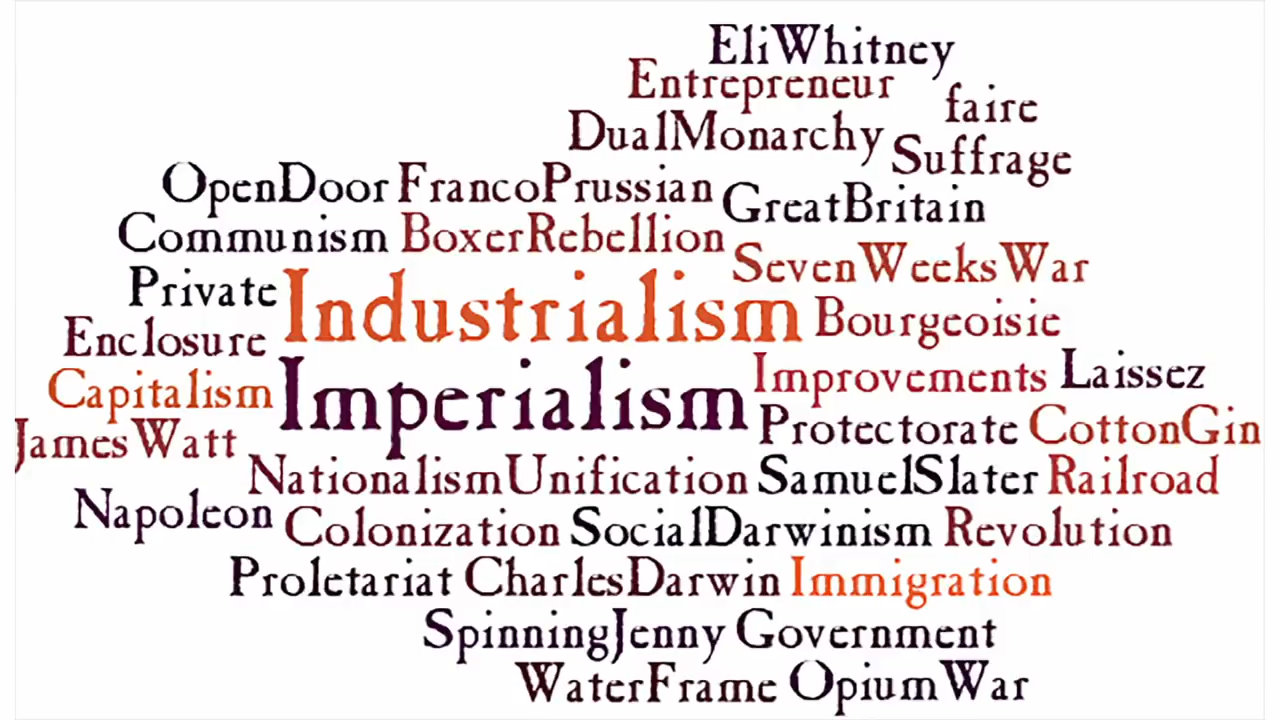 EliWhitney
Entrepreneur faire
DualMonarchy Suffrage
OpenDoor FrancoPrussian GreatBritain
Communism BoxerRebellion SevenWeeksWar
Private Industrialism Bourgeoisie
Enclosure Improvements Laissez
Capitalism Imperialism Protectorate CottonGin
JamesWatt NationalismUnification SamuelSlater Railroad
Napoleon Colonization SocialDarwinism Revolution
Proletariat CharlesDarwin Immigration
SpinningJenny Government
WaterFrame OpiumWar